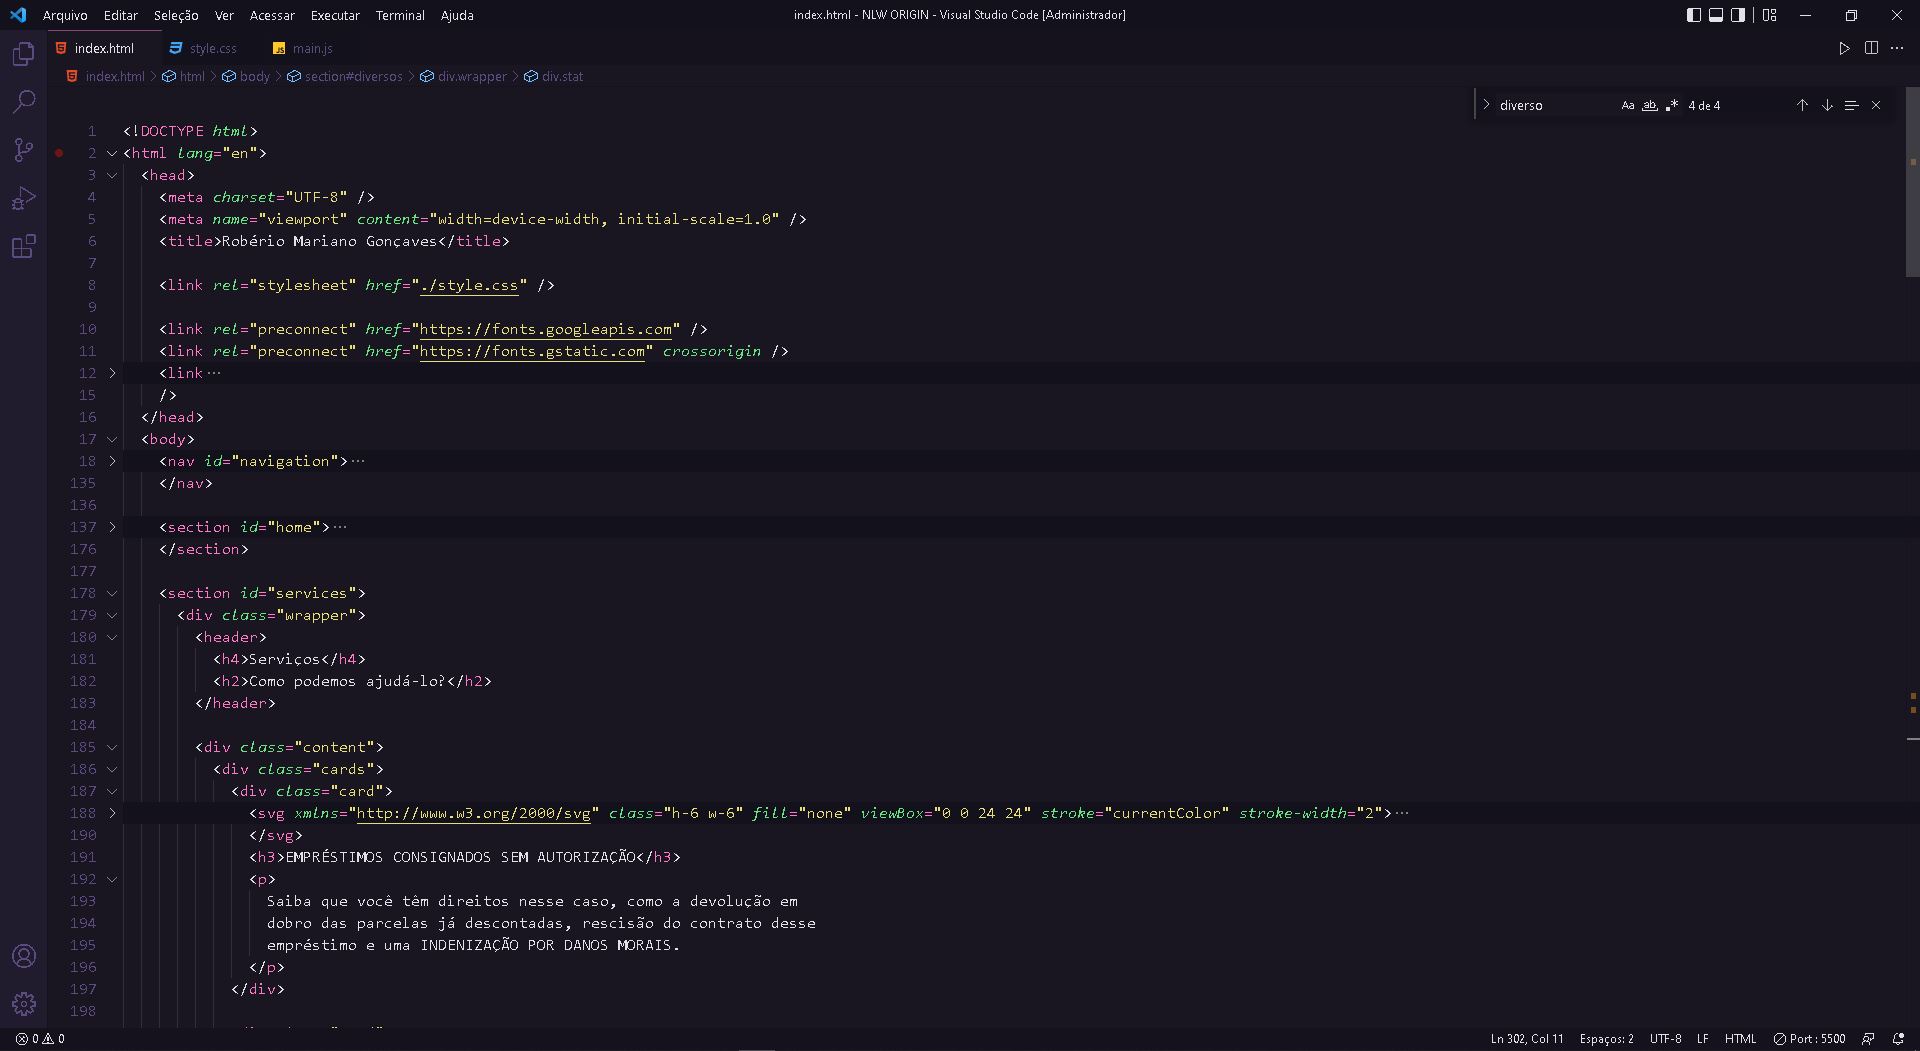 Arquivo Editar Seleção Ver Acessar Executar Terminal Ajuda index.html - NLW ORIGIN - Visual Studio Code [Administrador]
index.html style.css JS main.js
index.html > html > body > section#diversos > div.wrapper > div.stat
diverso Aa ab .* 4 de 4
1 <!DOCTYPE html>
2 <html lang="en">
3 <head>
4 <meta charset="UTF-8" />
5 <meta name="viewport" content="width=device-width, initial-scale=1.0" />
6 <title>Robério Mariano Gonçaves</title>
7
8 <link rel="stylesheet" href="./style.css" />
9
10 <link rel="preconnect" href="https://fonts.googleapis.com" />
11 <link rel="preconnect" href="https://fonts.gstatic.com" crossorigin />
12 <link ···
15 />
16 </head>
17 <body>
18 <nav id="navigation"> ···
135 </nav>
136
137 <section id="home"> ···
176 </section>
177
178 <section id="services">
179 <div class="wrapper">
180 <header>
181 <h4>Serviços</h4>
182 <h2>Como podemos ajudá-lo?</h2>
183 </header>
184
185 <div class="content">
186 <div class="cards">
187 <div class="card">
188 <svg xmlns="http://www.w3.org/2000/svg" class="h-6 w-6" fill="none" viewBox="0 0 24 24" stroke="currentColor" stroke-width="2"> ···
190 </svg>
191 <h3>EMPRÉSTIMOS CONSIGNADOS SEM AUTORIZAÇÃO</h3>
192 <p>
193 Saiba que você têm direitos nesse caso, como a devolução em
194 dobro das parcelas já descontadas, rescisão do contrato desse
195 empréstimo e uma INDENIZAÇÃO POR DANOS MORAIS.
196 </p>
197 </div>
198
0 0 Ln 302, Col 11 Espaços: 2 UTF-8 LF HTML Port : 5500